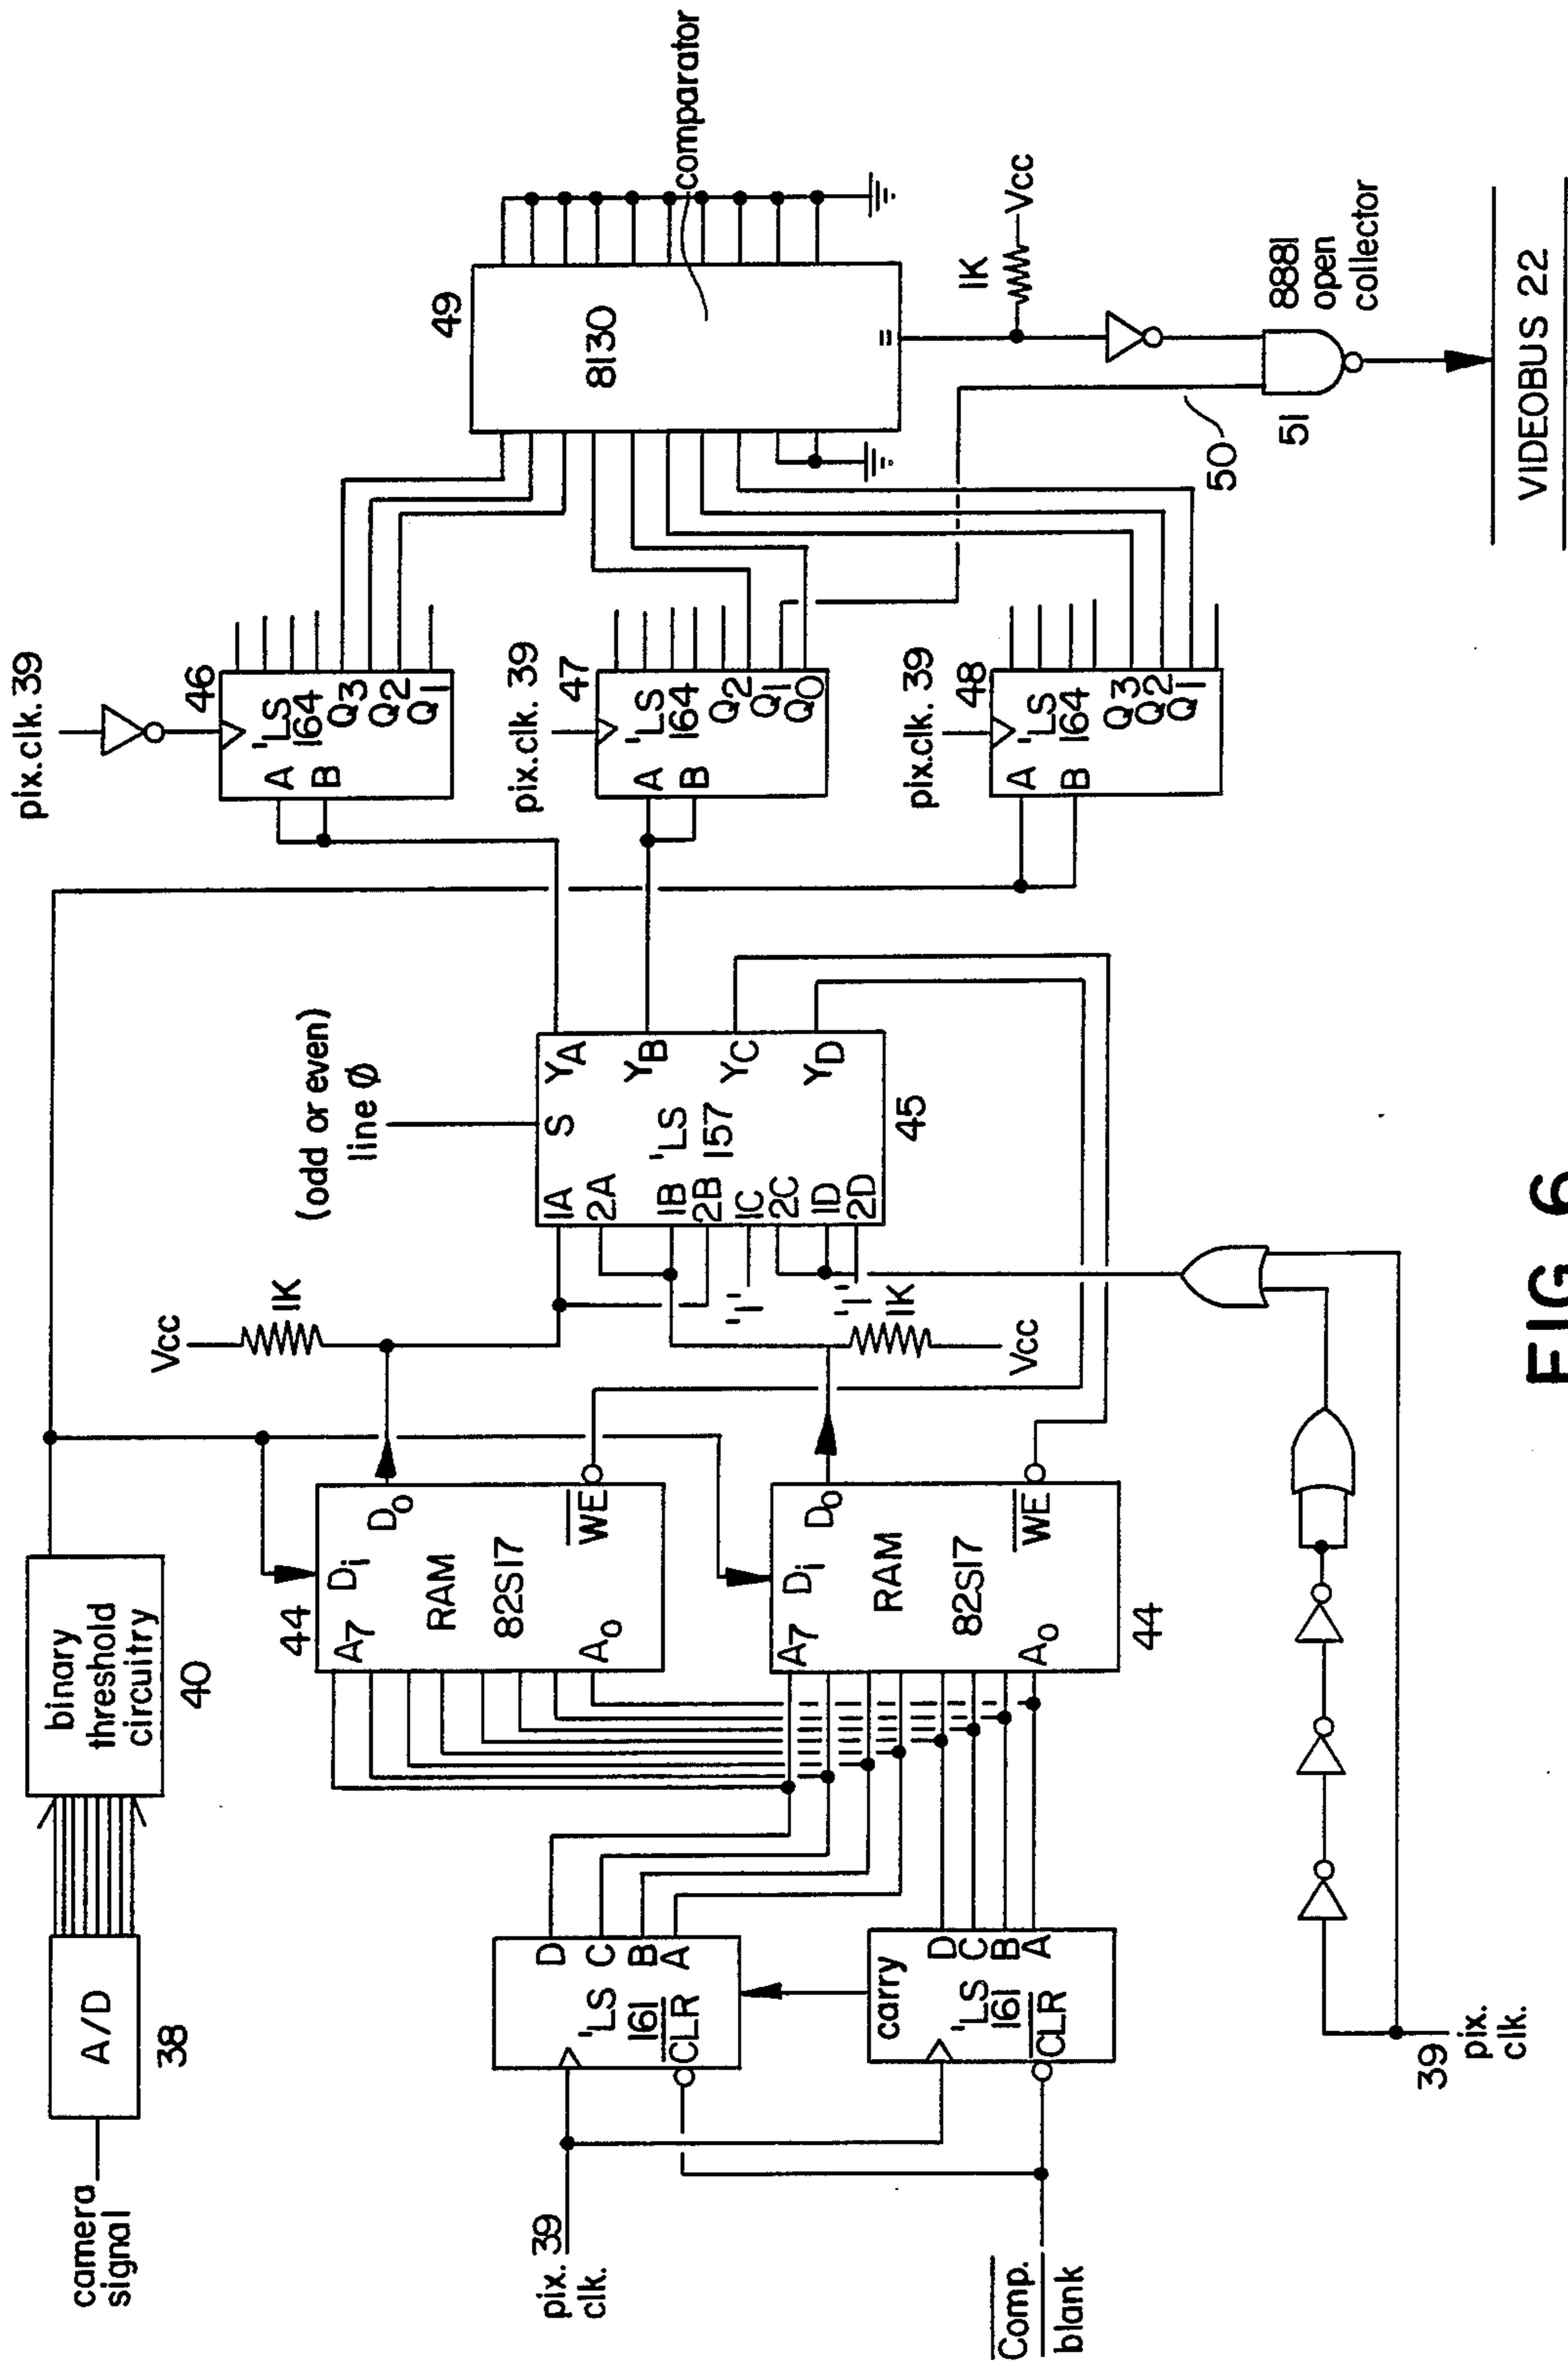 camera
signal
A/D
38
binary
threshold
circuitry
40
pix. 39
clk.
Comp.
blank
'LS
161
CLR
D
C
B
A
carry
'LS
161
CLR
D
C
B
A
44
A7
Di
Do
RAM
82S17
WE
Ao
A7
Di
Do
RAM
82S17
WE
Ao
44
Vcc
1K
"1"
"1"
1K
Vcc
(odd or even)
line Ø
1A
S
YA
2A
1B
YB
'LS
157
2B
1C
YC
2C
1D
YD
2D
45
pix.clk. 39
46
A
B
'LS
164
Q3
Q2
Q1
pix.clk. 39
47
A
B
'LS
164
Q2
Q1
Q0
pix.clk. 39
48
A
B
'LS
164
Q3
Q2
Q1
49
8130
=
comparator
1K
Vcc
50
51
8881
open
collector
VIDEOBUS 22
39
pix.
clk.
FIG 6